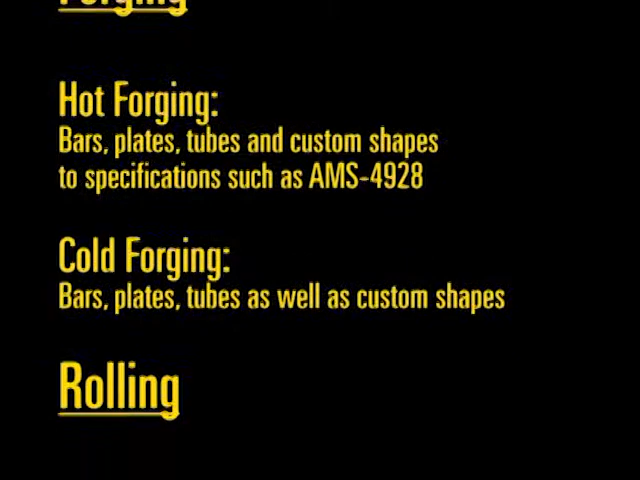 Forging
Hot Forging:
Bars, plates, tubes and custom shapes
to specifications such as AMS-4928
Cold Forging:
Bars, plates, tubes as well as custom shapes
Rolling